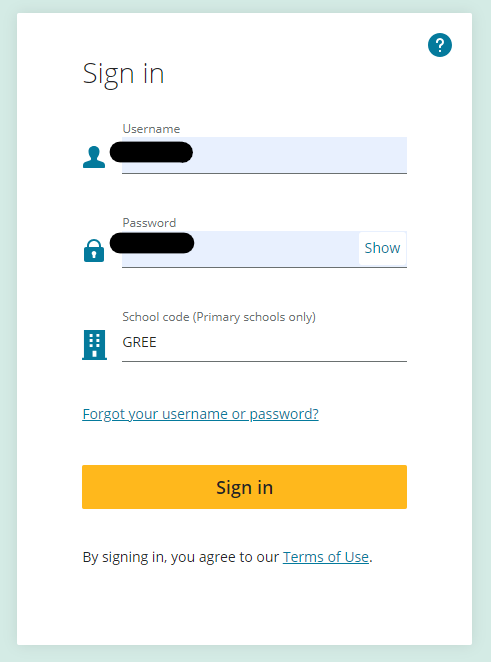 ?
Sign in
Username
Password
Show
School code (Primary schools only)
GREE
Forgot your username or password?
Sign in
By signing in, you agree to our Terms of Use.